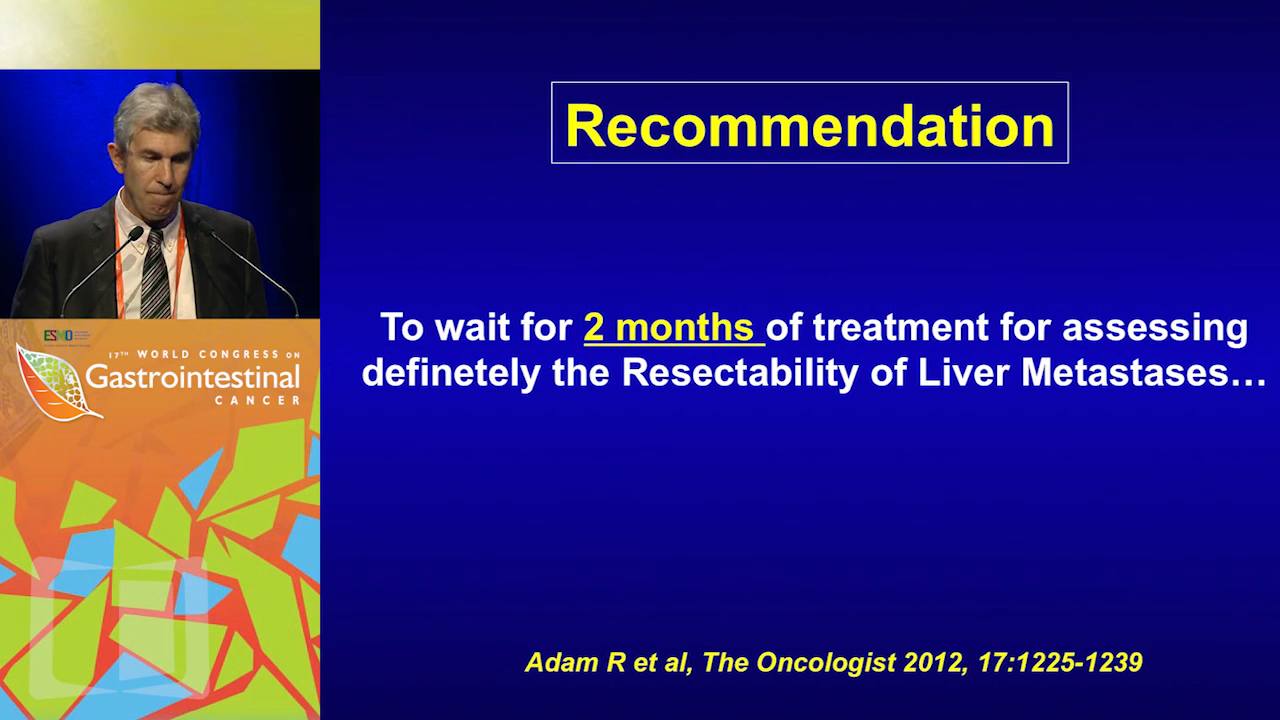 Recommendation
To wait for 2 months of treatment for assessing
definetely the Resectability of Liver Metastases…
Adam R et al, The Oncologist 2012, 17:1225-1239
ESMO
17TH WORLD CONGRESS ON
Gastrointestinal
CANCER